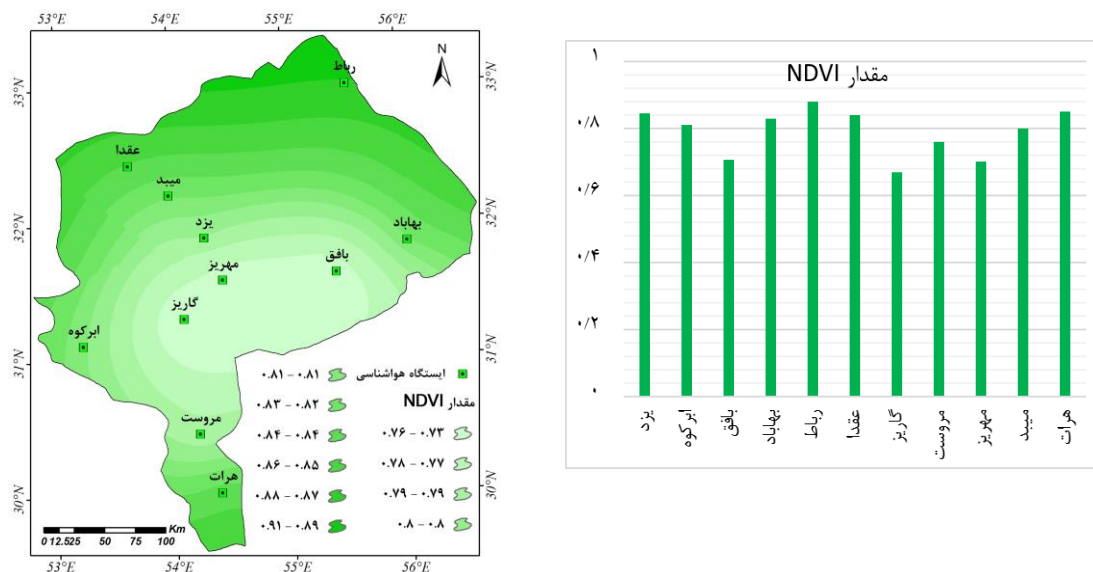 53°E 54°E 55°E 56°E
N
33°N
32°N
31°N
30°N
33°N
32°N
31°N
30°N
رباط
عقدا
میبد
یزد
بهاباد
بافق
مهریز
گاریز
ابرکوه
مروست
هرات
ایستگاه هواشناسی
مقدار NDVI
۰.۷۶ – ۰.۷۳
۰.۷۸ – ۰.۷۷
۰.۷۹ – ۰.۷۹
۰.۸ – ۰.۸
۰.۸۱ – ۰.۸۱
۰.۸۳ – ۰.۸۲
۰.۸۴ – ۰.۸۴
۰.۸۶ – ۰.۸۵
۰.۸۸ – ۰.۸۷
۰.۹۱ – ۰.۸۹
Km
0 12.525 50 75 100
53°E 54°E 55°E 56°E
مقدار NDVI
۱
۰/۸
۰/۶
۰/۴
۰/۲
۰
یزد
ابرکوه
بافق
بهاباد
رباط
عقدا
گاریز
مروست
مهریز
میبد
هرات